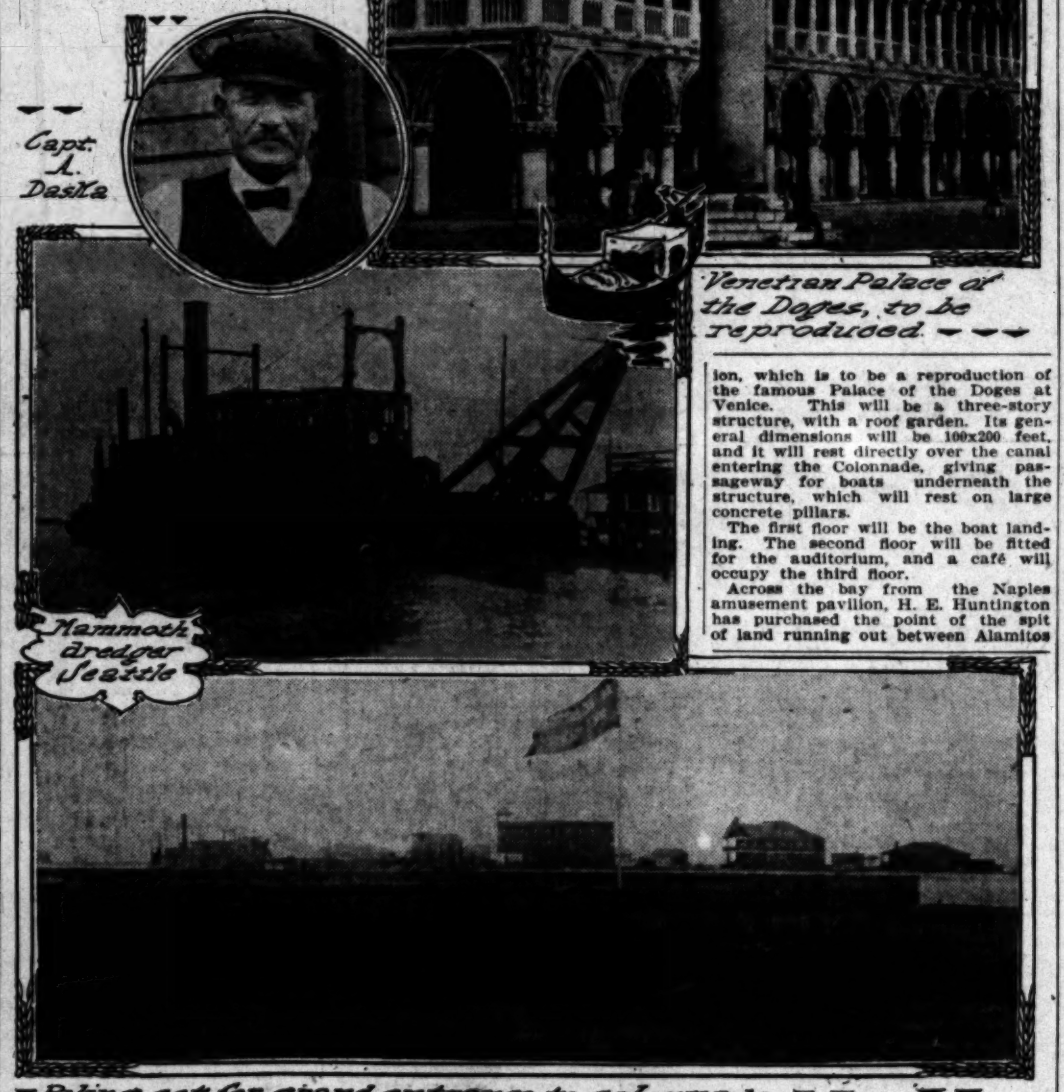 Capt.
A.
Daska
Venetian Palace of
the Doges, to be
reproduced.
ion, which is to be a reproduction of
the famous Palace of the Doges at
Venice. This will be a three-story
structure, with a roof garden. Its gen-
eral dimensions will be 100x200 feet,
and it will rest directly over the canal
entering the Colonnade, giving pas-
sageway for boats underneath the
structure, which will rest on large
concrete pillars.
The first floor will be the boat land-
ing. The second floor will be fitted
for the auditorium, and a café will
occupy the third floor.
Across the bay from the Naples
amusement pavilion, H. E. Huntington
has purchased the point of the spit
of land running out between Alamitos
Mammoth
dredger
Seattle